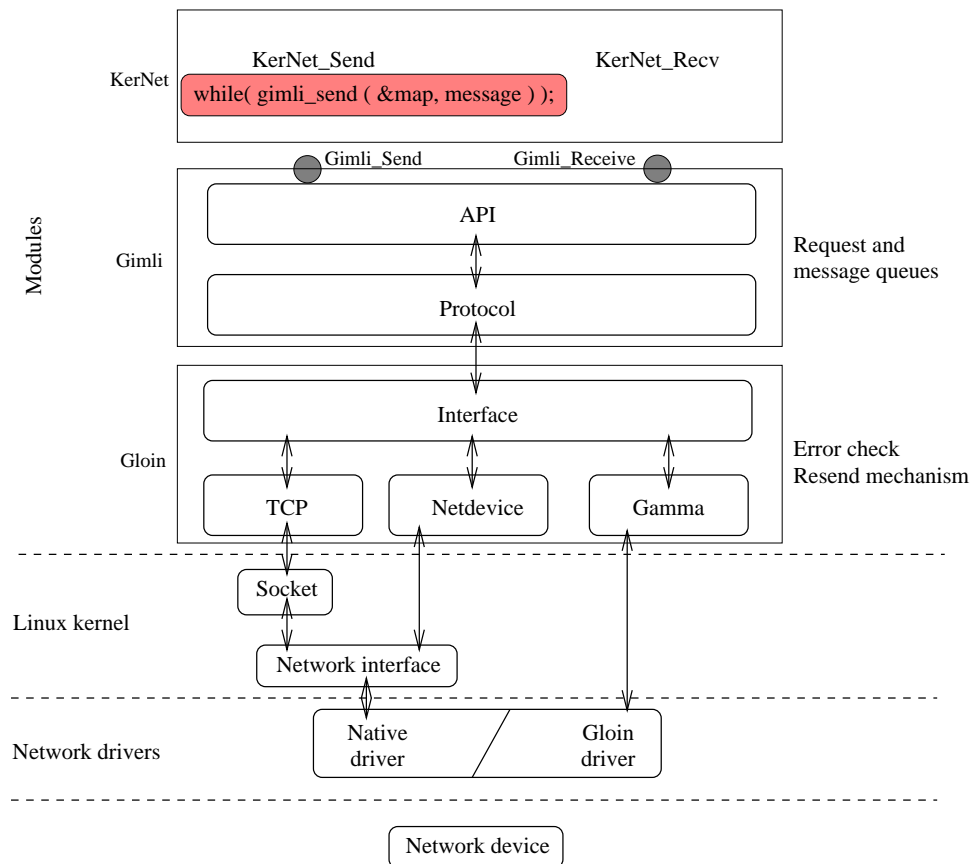 KerNet_Send
KerNet_Recv
KerNet
while( gimli_send ( &map, message ) );
Gimli_Send
Gimli_Receive
Modules
API
Gimli
Request and
message queues
Protocol
Interface
Gloin
Error check
Resend mechanism
TCP
Netdevice
Gamma
Socket
Linux kernel
Network interface
Network drivers
Native
driver
Gloin
driver
Network device